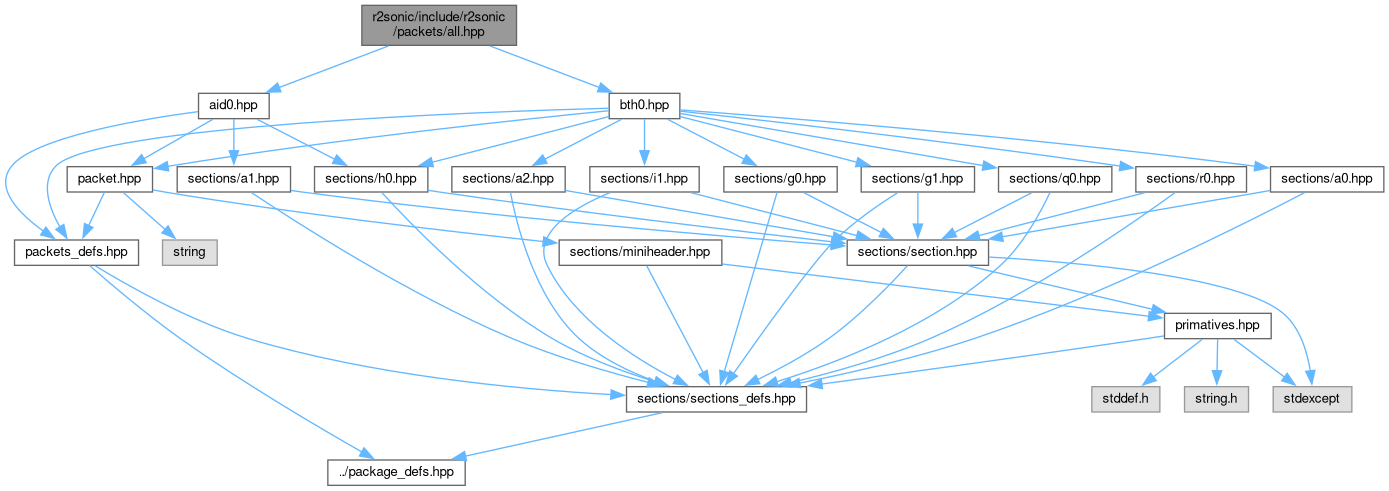 r2sonic/include/r2sonic
/packets/all.hpp
aid0.hpp
bth0.hpp
packet.hpp
sections/a1.hpp
sections/h0.hpp
sections/a2.hpp
sections/i1.hpp
sections/g0.hpp
sections/g1.hpp
sections/q0.hpp
sections/r0.hpp
sections/a0.hpp
packets_defs.hpp
string
sections/miniheader.hpp
sections/section.hpp
primatives.hpp
sections/sections_defs.hpp
stddef.h
string.h
stdexcept
../package_defs.hpp